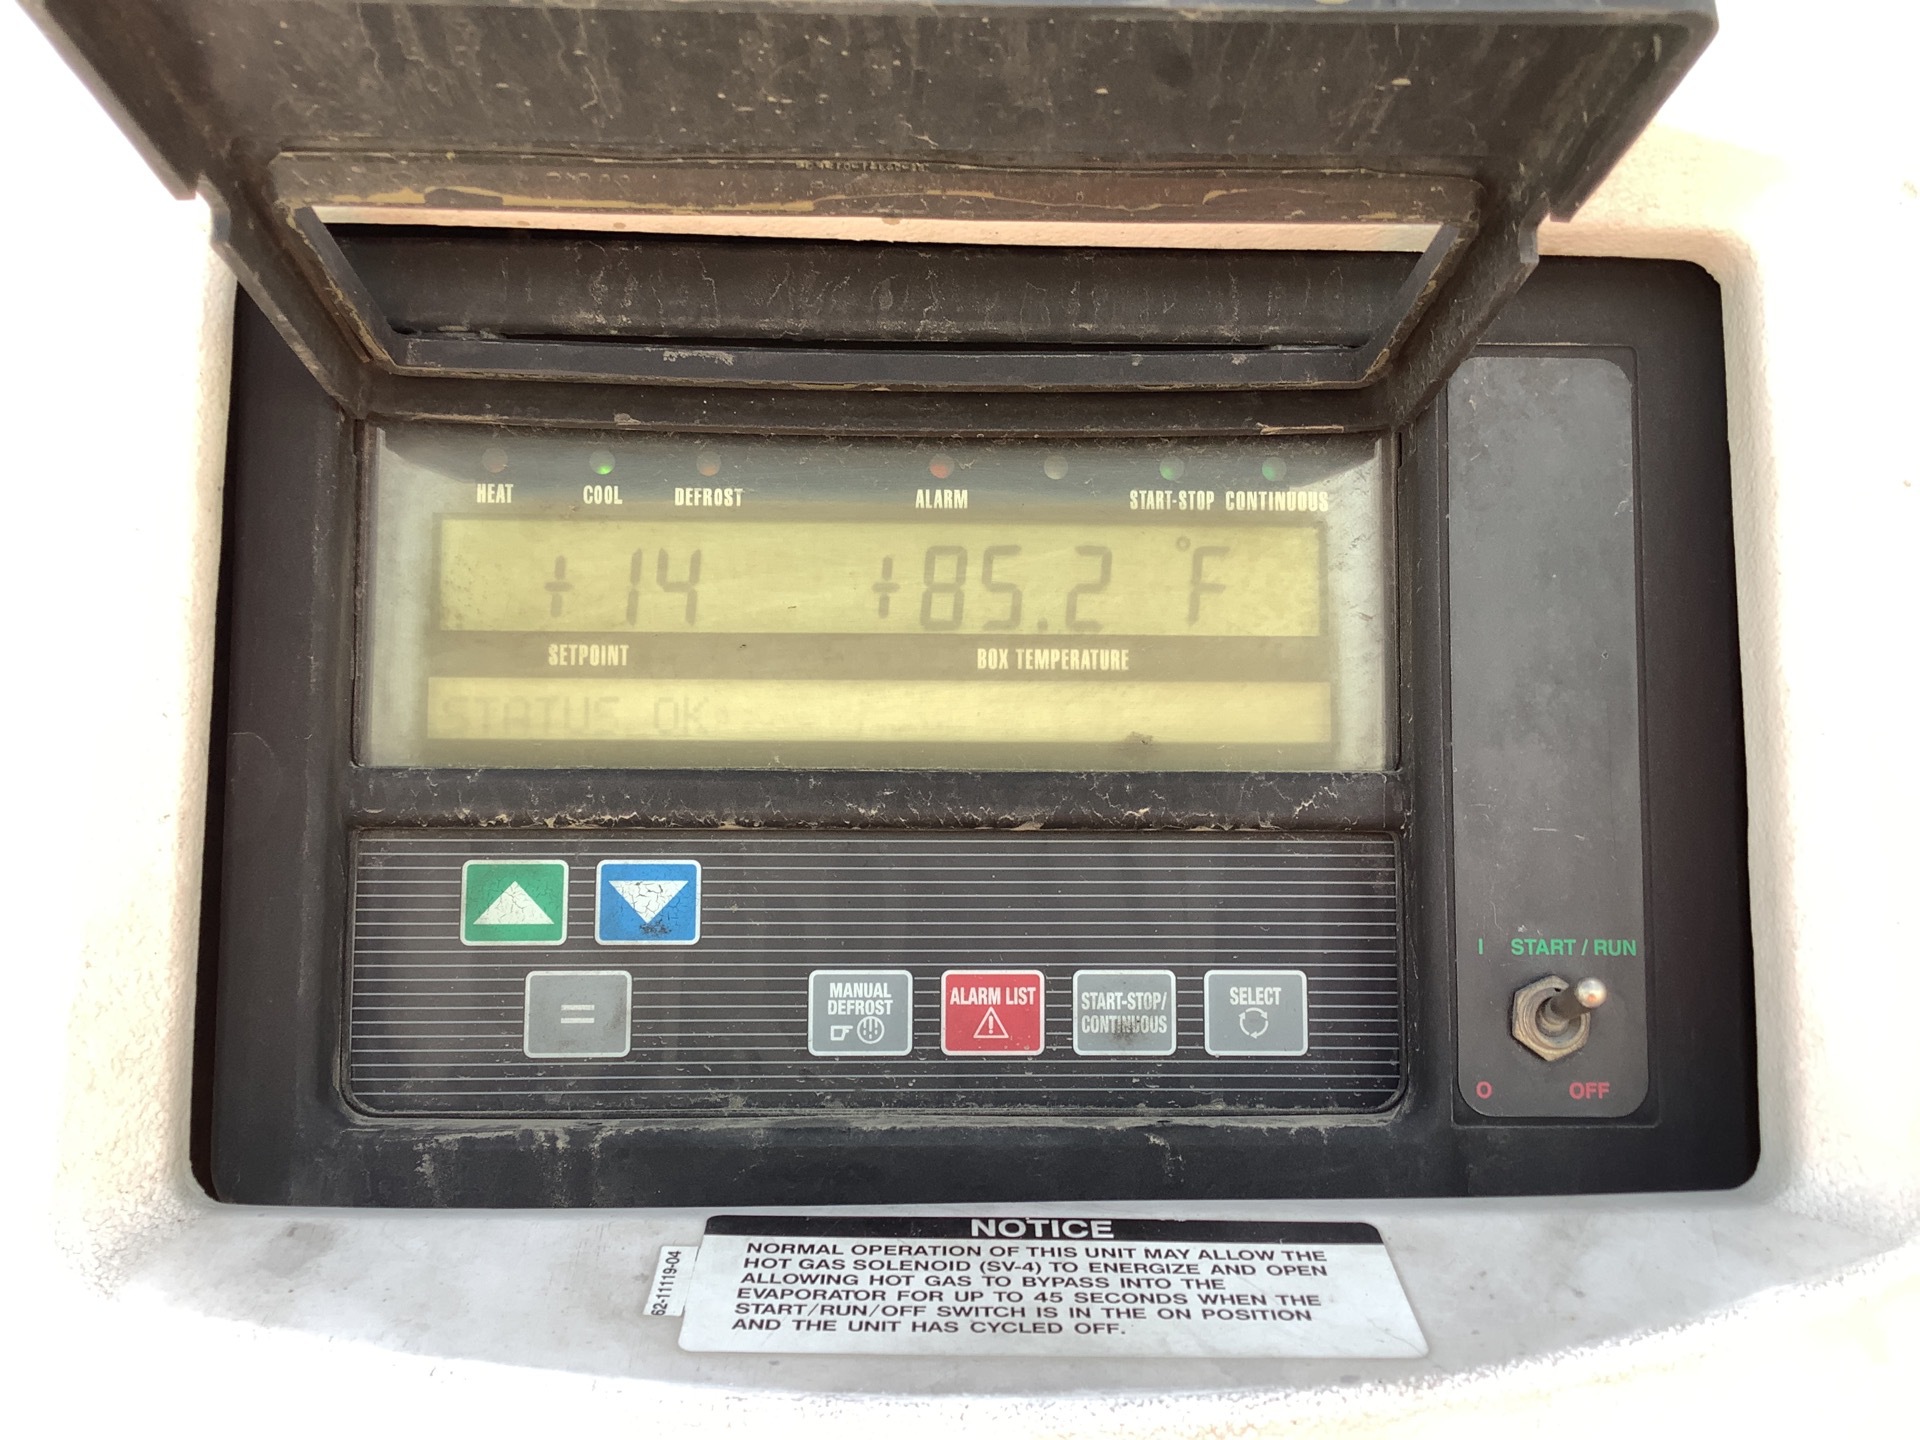 HEAT COOL DEFROST ALARM START-STOP CONTINUOUS
+14 +85.2 °F
SETPOINT BOX TEMPERATURE
STATUS OK
I START / RUN
MANUAL DEFROST
ALARM LIST
START-STOP/
CONTINUOUS
SELECT
O OFF
NOTICE
NORMAL OPERATION OF THIS UNIT MAY ALLOW THE
HOT GAS SOLENOID (SV-4) TO ENERGIZE AND OPEN
ALLOWING HOT GAS TO BYPASS INTO THE
EVAPORATOR FOR UP TO 45 SECONDS WHEN THE
START/RUN/OFF SWITCH IS IN THE ON POSITION
AND THE UNIT HAS CYCLED OFF.
62-11119-04